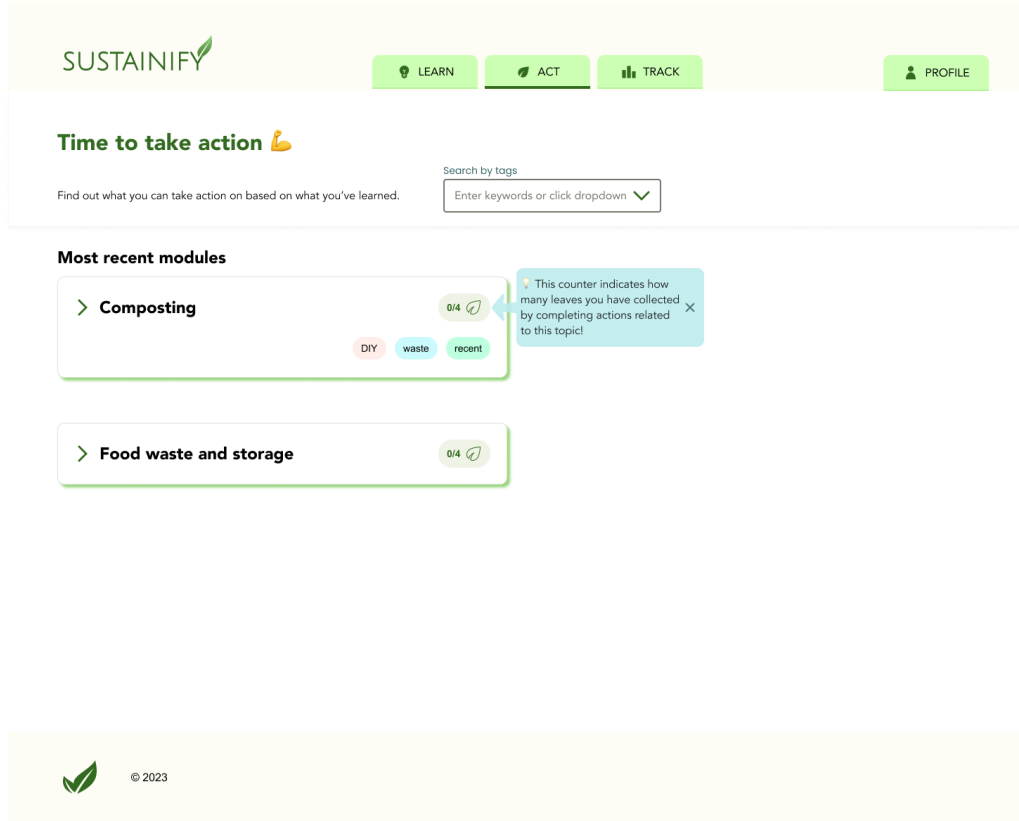 SUSTAINIFY
LEARN
ACT
TRACK
PROFILE
Time to take action 💪
Search by tags
Find out what you can take action on based on what you’ve learned.
Enter keywords or click dropdown
Most recent modules
Composting
0/4
💡 This counter indicates how
many leaves you have collected
by completing actions related
to this topic!
DIY
waste
recent
Food waste and storage
0/4
© 2023